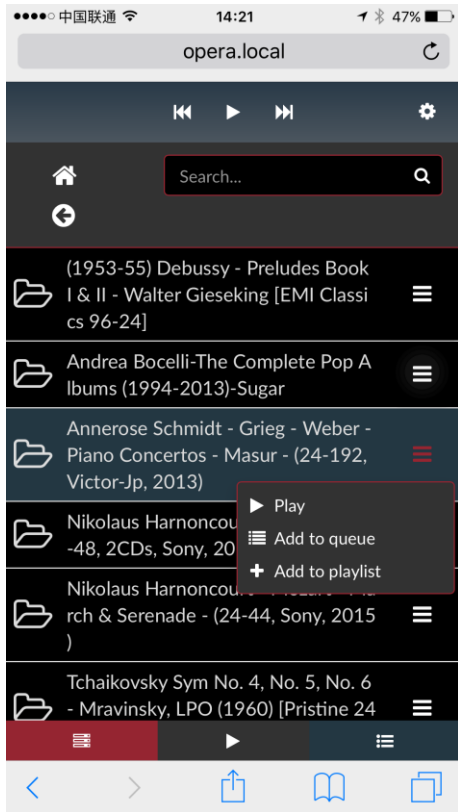 中国联通
14:21
47%
opera.local
Search...
(1953-55) Debussy - Preludes Book
I & II - Walter Gieseking [EMI Classi
cs 96-24]
Andrea Bocelli-The Complete Pop A
lbums (1994-2013)-Sugar
Annerose Schmidt - Grieg - Weber -
Piano Concertos - Masur - (24-192,
Victor-Jp, 2013)
Play
Add to queue
Add to playlist
Nikolaus Harnoncou
-48, 2CDs, Sony, 20
Nikolaus Harnoncourt
rch & Serenade - (24-44, Sony, 2015
)
Tchaikovsky Sym No. 4, No. 5, No. 6
- Mravinsky, LPO (1960) [Pristine 24